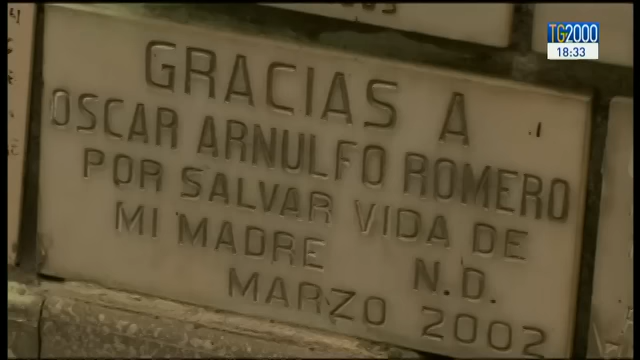 TG2000
18:33
GRACIAS A
OSCAR ARNULFO ROMERO
POR SALVAR VIDA DE
MI MADRE N.D.
MARZO 2002